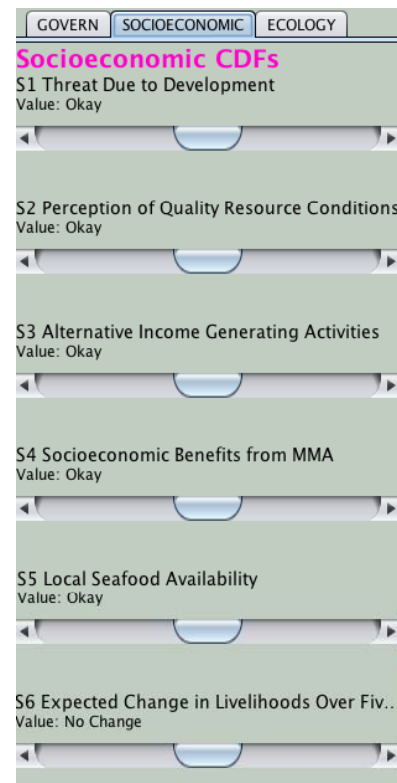 GOVERN SOCIOECONOMIC ECOLOGY
Socioeconomic CDFs
S1 Threat Due to Development
Value: Okay
S2 Perception of Quality Resource Conditions
Value: Okay
S3 Alternative Income Generating Activities
Value: Okay
S4 Socioeconomic Benefits from MMA
Value: Okay
S5 Local Seafood Availability
Value: Okay
S6 Expected Change in Livelihoods Over Fiv..
Value: No Change